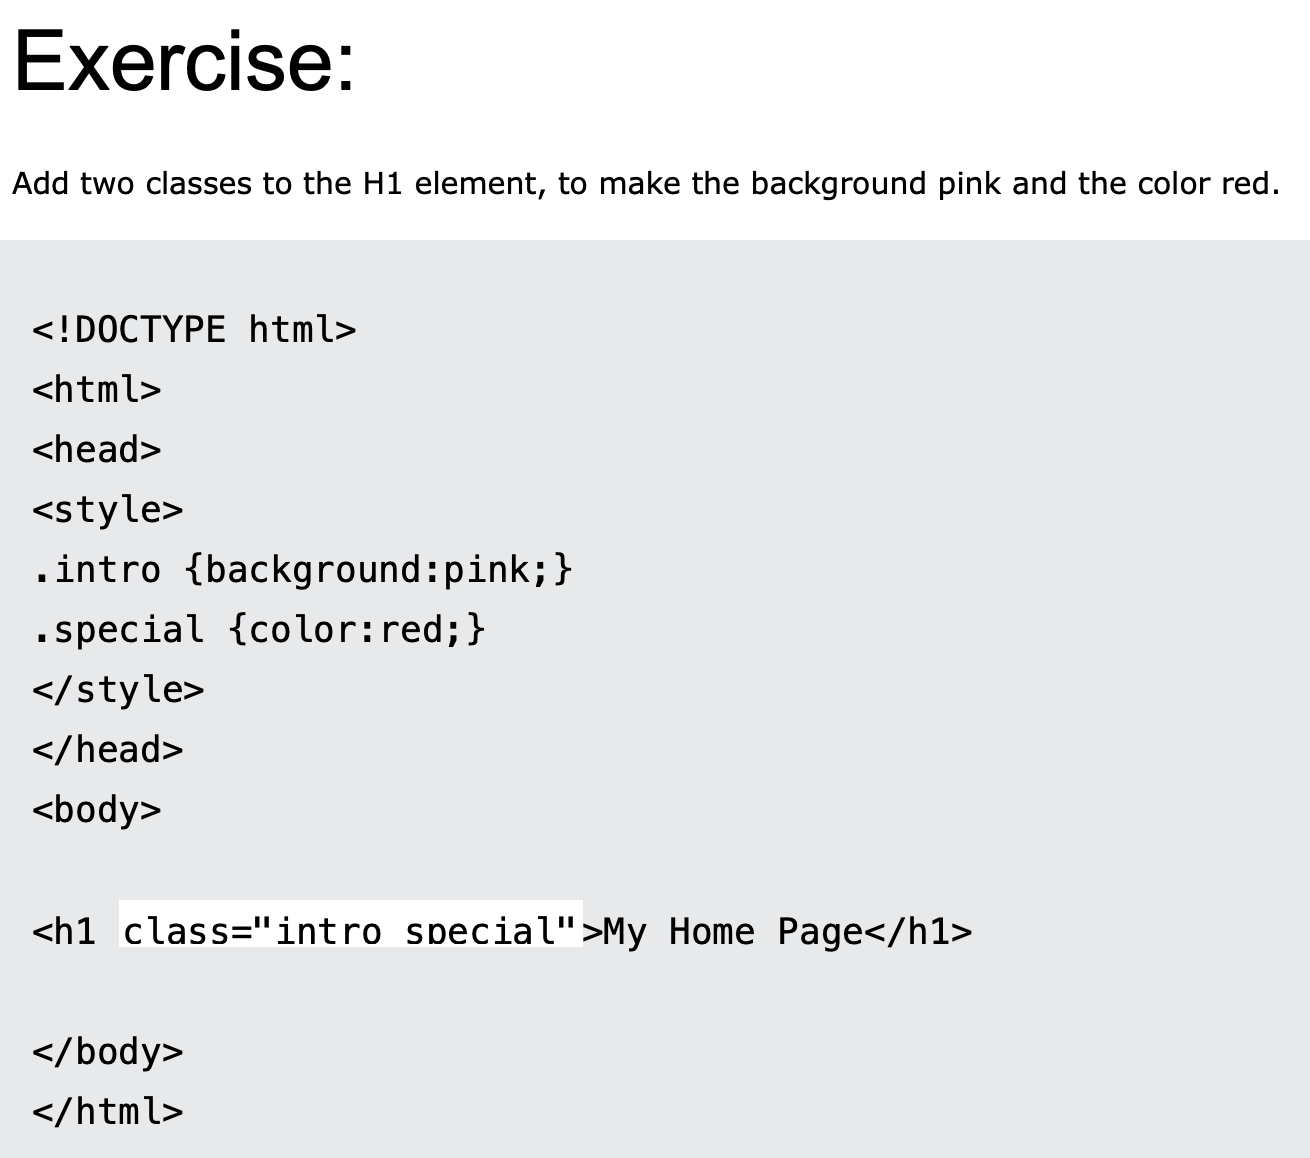 Exercise:
Add two classes to the H1 element, to make the background pink and the color red.
<!DOCTYPE html>
<html>
<head>
<style>
.intro {background:pink;}
.special {color:red;}
</style>
</head>
<body>
<h1 class="intro special">My Home Page</h1>
</body>
</html>